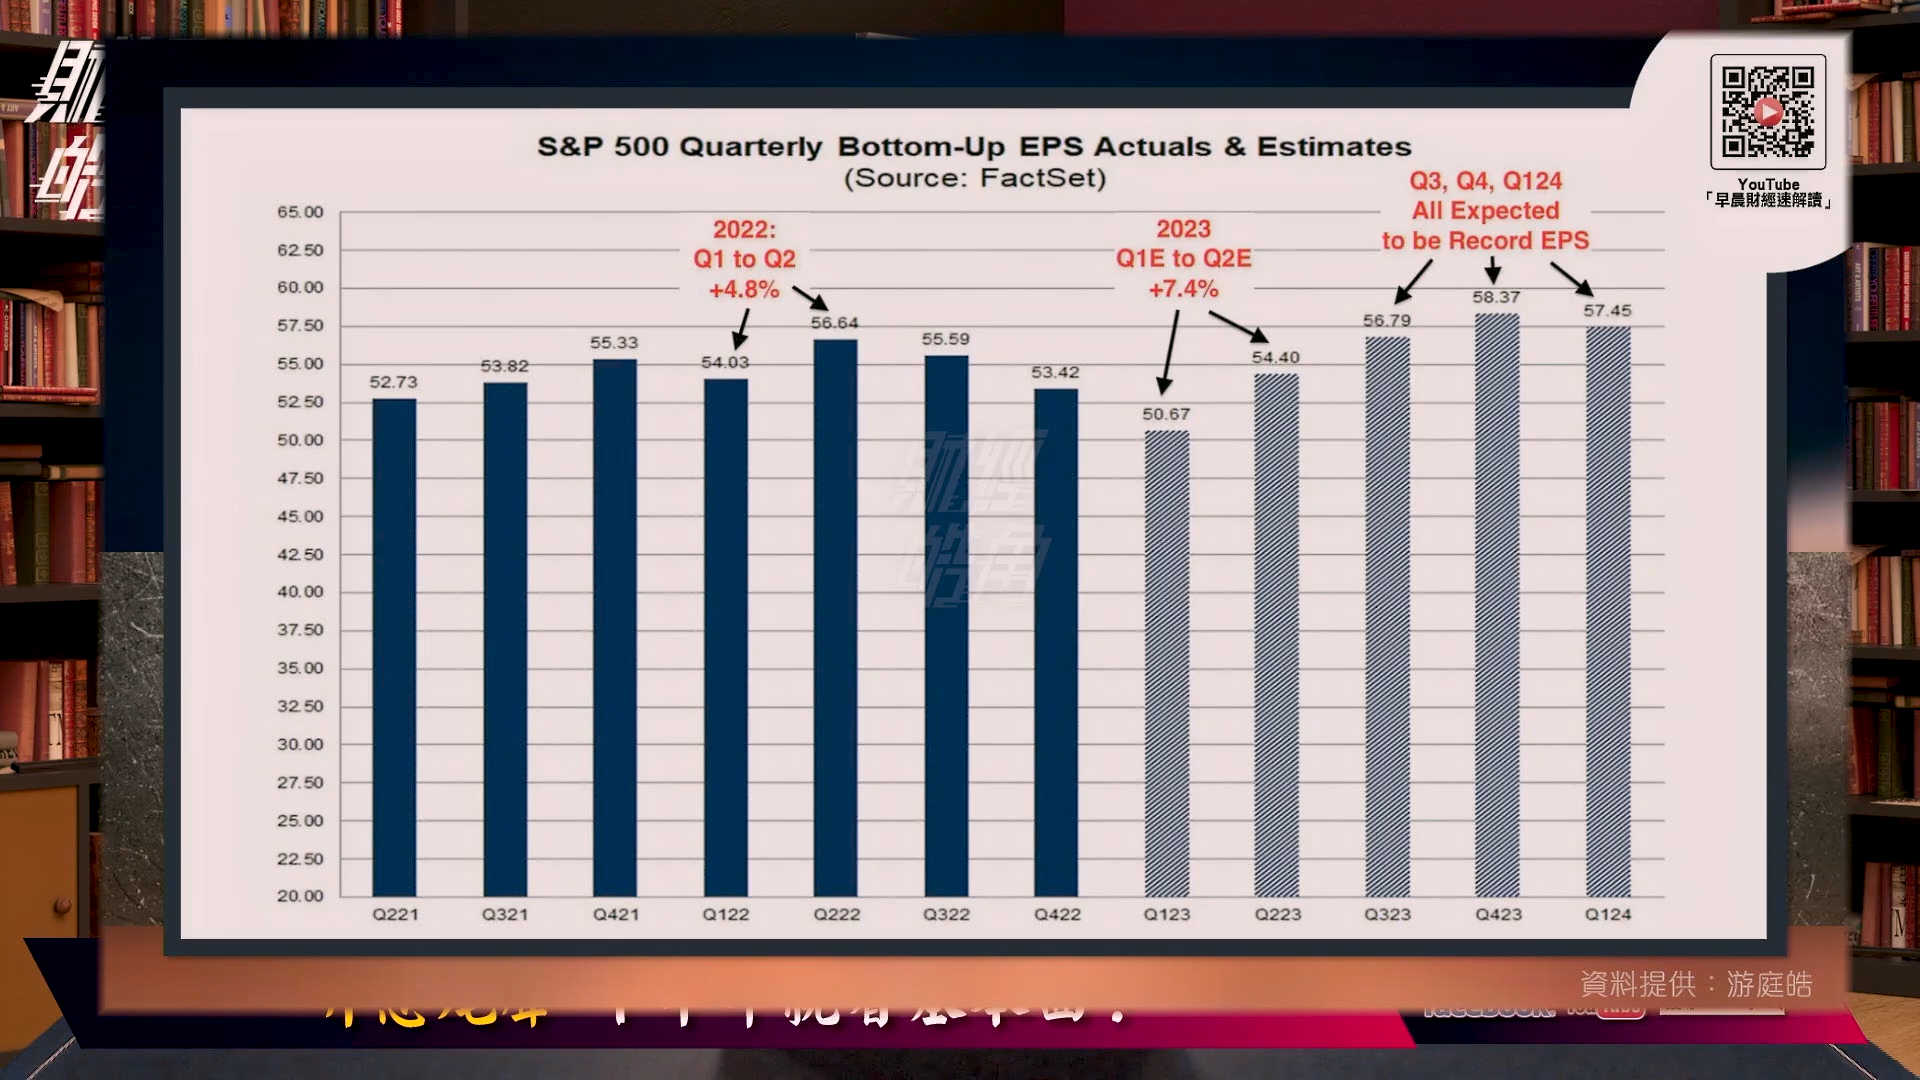 財
皓
YouTube
「早晨財經速解讀」
S&P 500 Quarterly Bottom-Up EPS Actuals & Estimates
(Source: FactSet)
2022:
Q1 to Q2
+4.8%
2023
Q1E to Q2E
+7.4%
Q3, Q4, Q124
All Expected
to be Record EPS
65.00
62.50
60.00
57.50
55.00
52.50
50.00
47.50
45.00
42.50
40.00
37.50
35.00
32.50
30.00
27.50
25.00
22.50
20.00
52.73
53.82
55.33
54.03
56.64
55.59
53.42
50.67
54.40
56.79
58.37
57.45
財經
皓角
Q221 Q321 Q421 Q122 Q222 Q322 Q422 Q123 Q223 Q323 Q423 Q124
資料提供：游庭皓